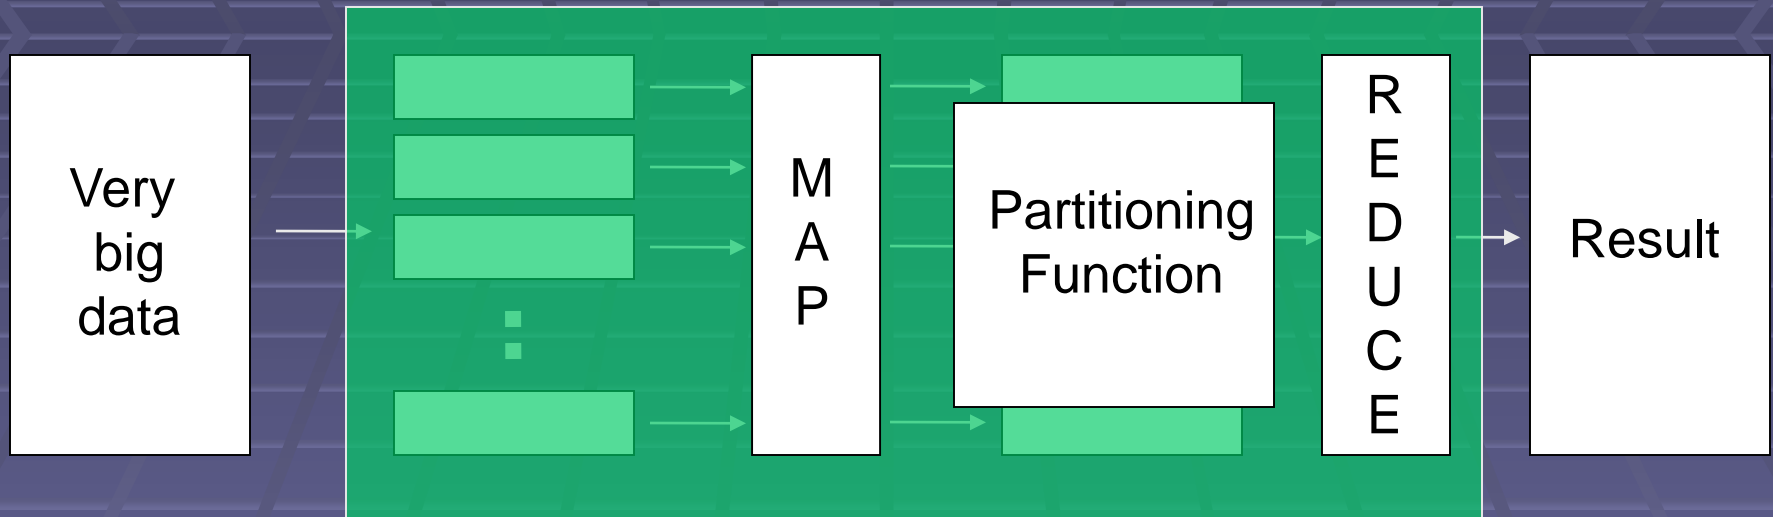 Very
big
data
M
A
P
Partitioning
Function
R
E
D
U
C
E
Result